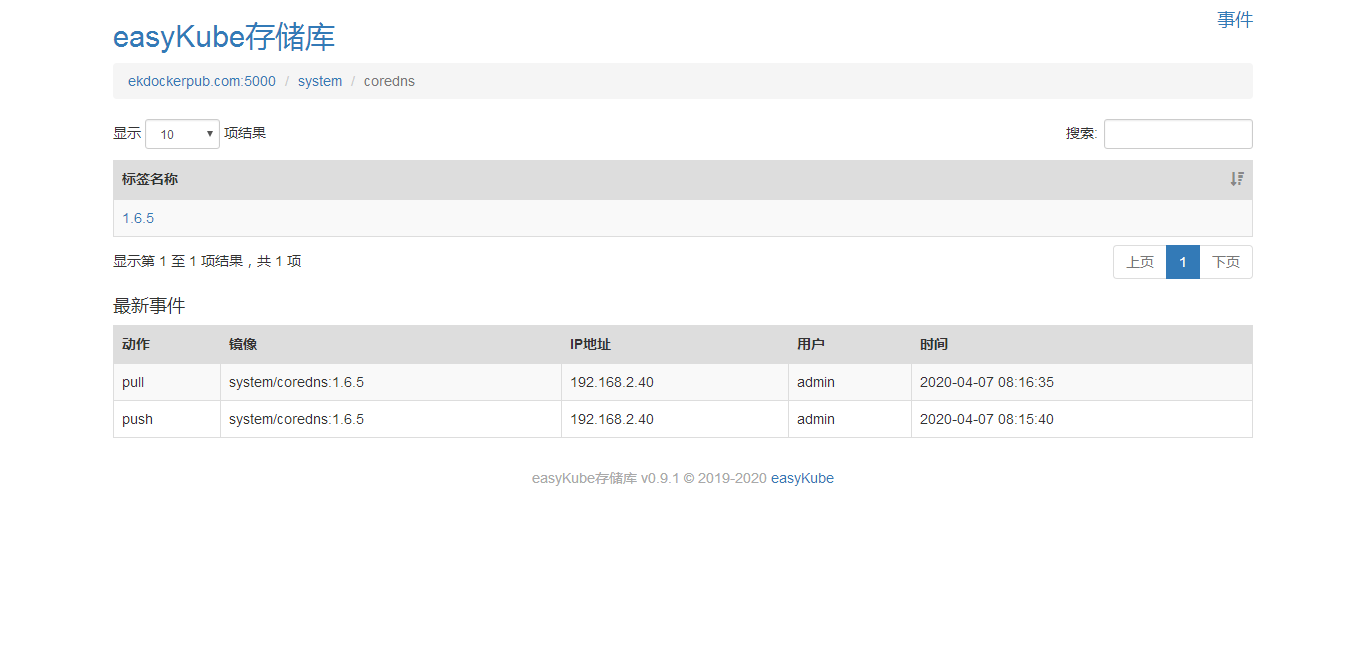 事件
easyKube存储库
ekdockerpub.com:5000 / system / coredns
显示 10 项结果 搜索:
标签名称
1.6.5
显示第 1 至 1 项结果，共 1 项 上页 1 下页
最新事件
动作 镜像 IP地址 用户 时间
pull system/coredns:1.6.5 192.168.2.40 admin 2020-04-07 08:16:35
push system/coredns:1.6.5 192.168.2.40 admin 2020-04-07 08:15:40
easyKube存储库 v0.9.1 © 2019-2020 easyKube